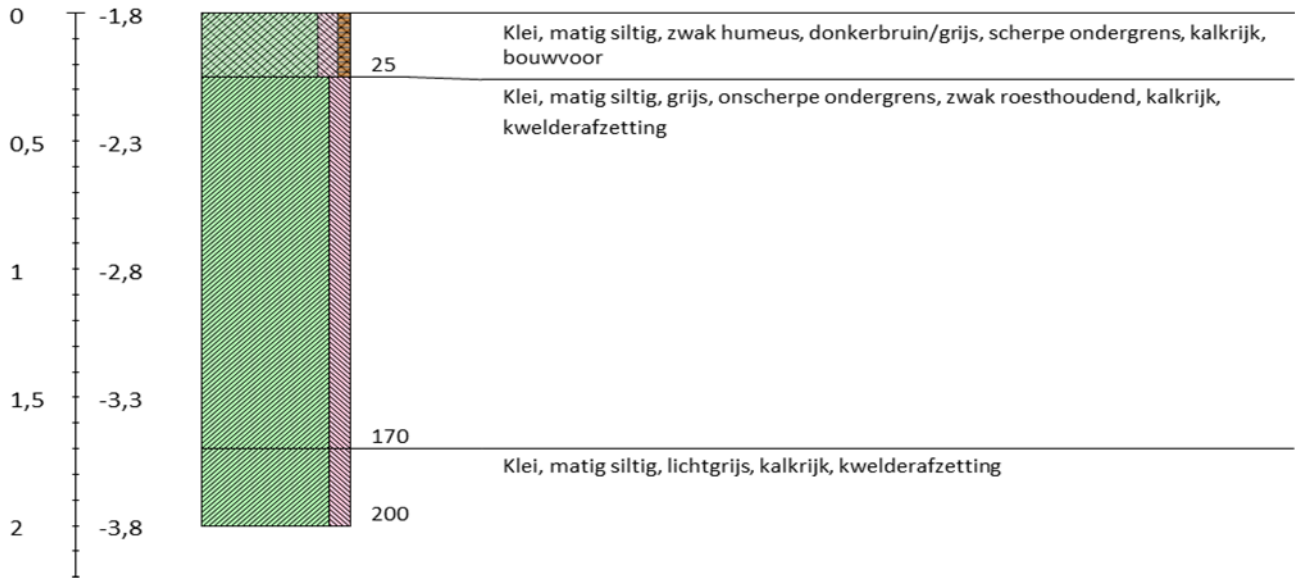 0
-1,8
Klei, matig siltig, zwak humeus, donkerbruin/grijs, scherpe ondergrens, kalkrijk,
bouwvoor
25
Klei, matig siltig, grijs, onscherpe ondergrens, zwak roesthoudend, kalkrijk,
kwelderafzetting
0,5
-2,3
1
-2,8
1,5
-3,3
170
Klei, matig siltig, lichtgrijs, kalkrijk, kwelderafzetting
200
2
-3,8